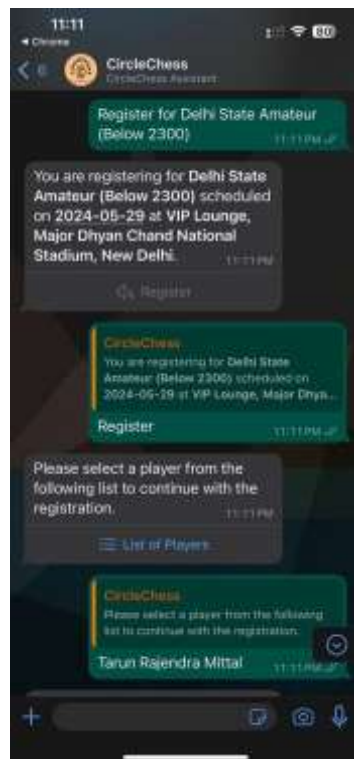 11:11
80
Chrome
6
CircleChess
CircleChess Assistant
Register for Delhi State Amateur
(Below 2300)
11:11 PM
You are registering for Delhi State
Amateur (Below 2300) scheduled
on 2024-05-29 at VIP Lounge,
Major Dhyan Chand National
Stadium, New Delhi.
11:11 PM
Register
CircleChess
You are registering for Delhi State
Amateur (Below 2300) scheduled on
2024-05-29 at VIP Lounge, Major Dhya...
Register
11:11 PM
Please select a player from the
following list to continue with the
registration.
11:11 PM
List of Players
CircleChess
Please select a player from the following
list to continue with the registration.
Tarun Rajendra Mittal
11:11 PM